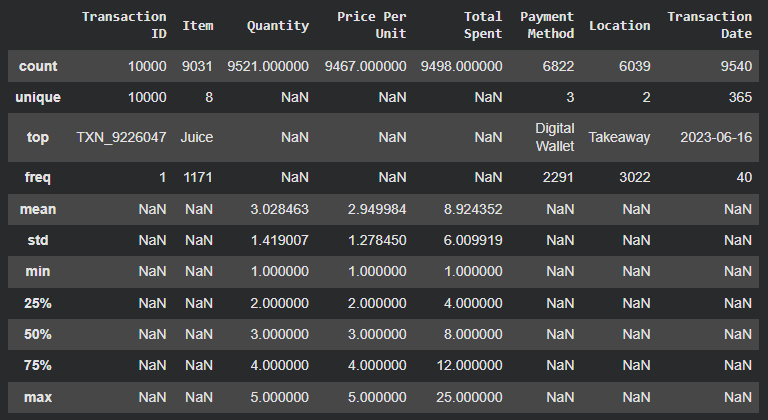 Transaction ID Item Quantity Price Per Unit Total Spent Payment Method Location Transaction Date
count 10000 9031 9521.000000 9467.000000 9498.000000 6822 6039 9540
unique 10000 8 NaN NaN NaN 3 2 365
top TXN_9226047 Juice NaN NaN NaN Digital Wallet Takeaway 2023-06-16
freq 1 1171 NaN NaN NaN 2291 3022 40
mean NaN NaN 3.028463 2.949984 8.924352 NaN NaN NaN
std NaN NaN 1.419007 1.278450 6.009919 NaN NaN NaN
min NaN NaN 1.000000 1.000000 1.000000 NaN NaN NaN
25% NaN NaN 2.000000 2.000000 4.000000 NaN NaN NaN
50% NaN NaN 3.000000 3.000000 8.000000 NaN NaN NaN
75% NaN NaN 4.000000 4.000000 12.000000 NaN NaN NaN
max NaN NaN 5.000000 5.000000 25.000000 NaN NaN NaN